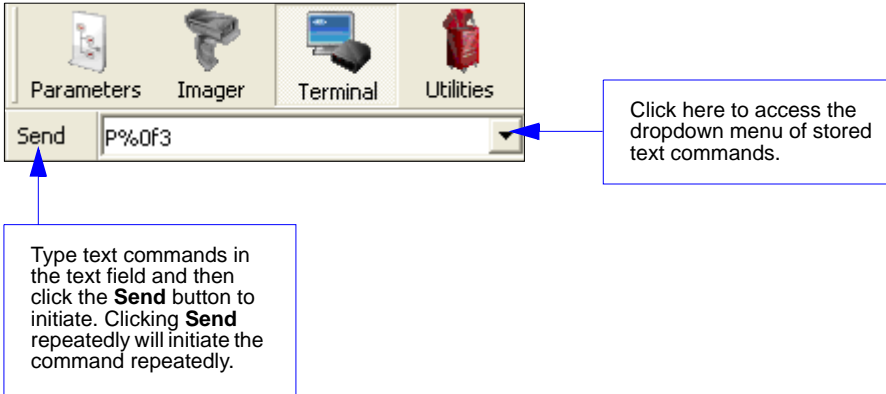 Parameters Imager Terminal Utilities
Send P%0f3
Click here to access the
dropdown menu of stored
text commands.
Type text commands in
the text field and then
click the Send button to
initiate. Clicking Send
repeatedly will initiate the
command repeatedly.